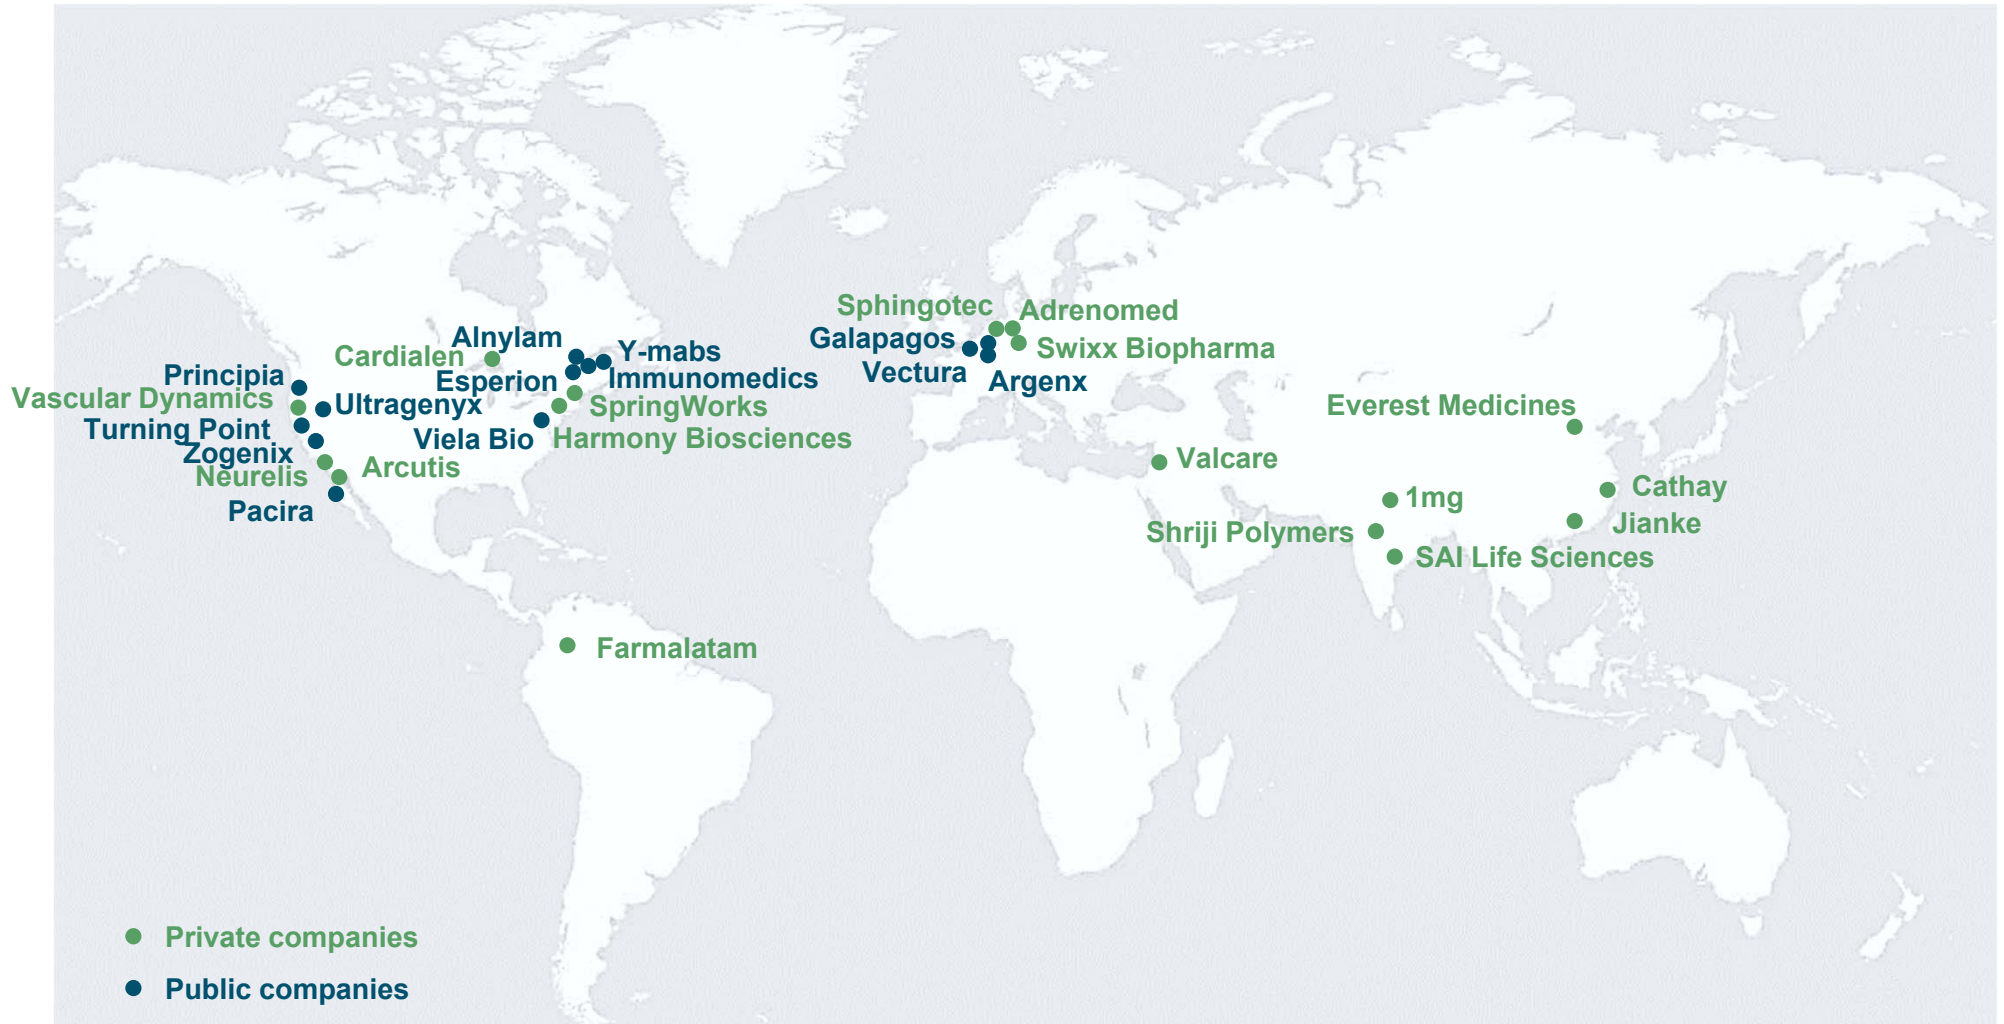 Sphingotec
Adrenomed
Galapagos
Swixx Biopharma
Vectura
Argenx
Alnylam
Y-mabs
Cardialen
Esperion
Immunomedics
Principia
Vascular Dynamics
Ultragenyx
SpringWorks
Turning Point
Viela Bio
Harmony Biosciences
Zogenix
Neurelis
Arcutis
Pacira
Everest Medicines
Valcare
Cathay
1mg
Jianke
Shriji Polymers
SAI Life Sciences
Farmalatam
Private companies
Public companies